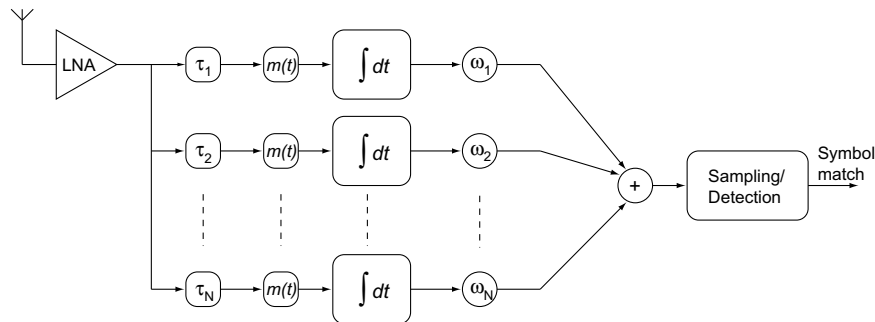 LNA
τ1 m(t) ∫ dt ω1
τ2 m(t) ∫ dt ω2
τN m(t) ∫ dt ωN
+
Sampling/
Detection
Symbol
match